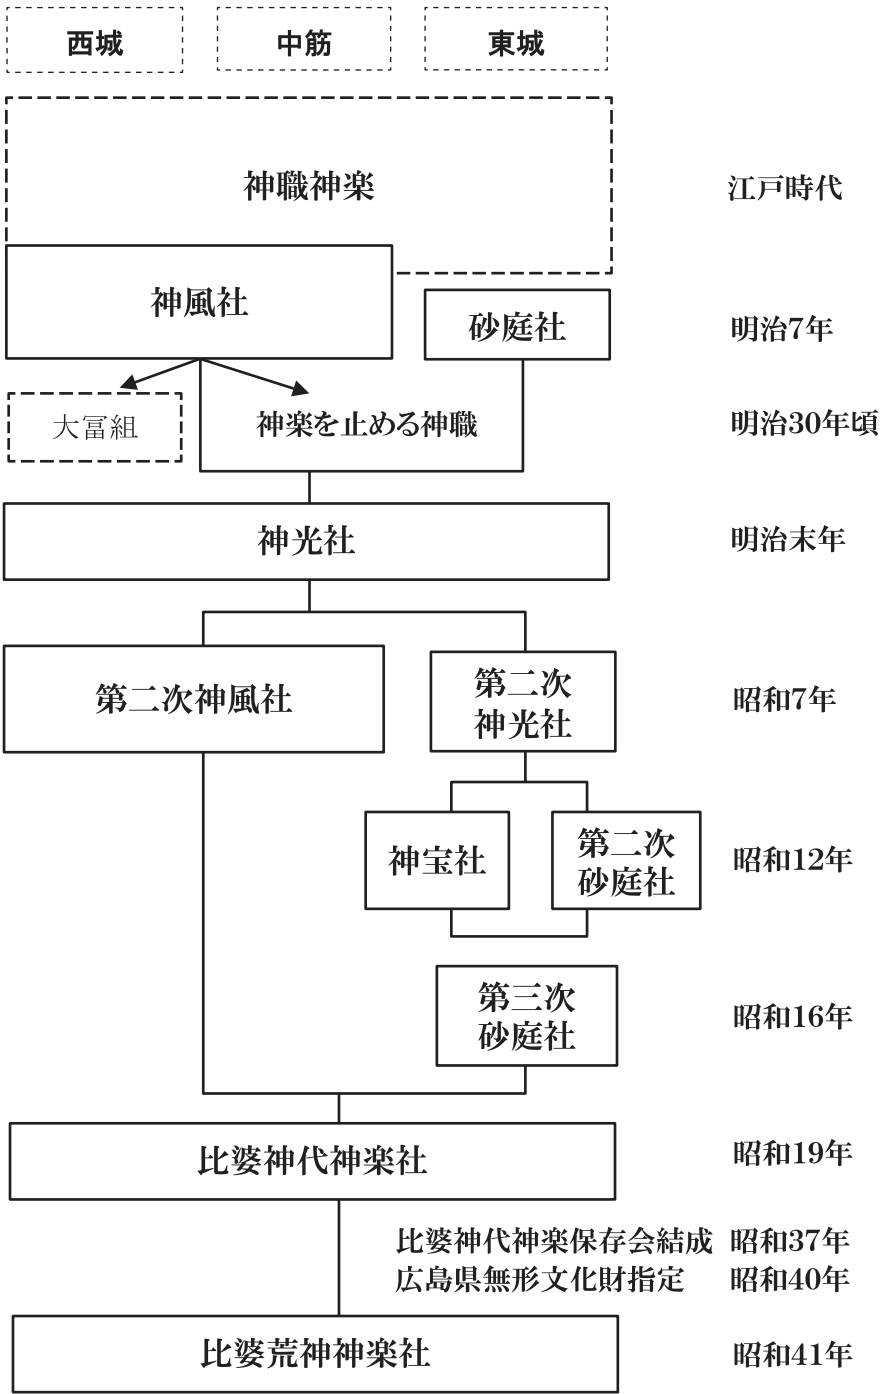 西城
中筋
東城
神職神楽
江戸時代
神風社
砂庭社
明治7年
大冨組
神楽を止める神職
明治30年頃
神光社
明治末年
第二次神風社
第二次
神光社
昭和7年
神宝社
第二次
砂庭社
昭和12年
第三次
砂庭社
昭和16年
比婆神代神楽社
昭和19年
比婆神代神楽保存会結成 昭和37年
広島県無形文化財指定 昭和40年
比婆荒神神楽社
昭和41年